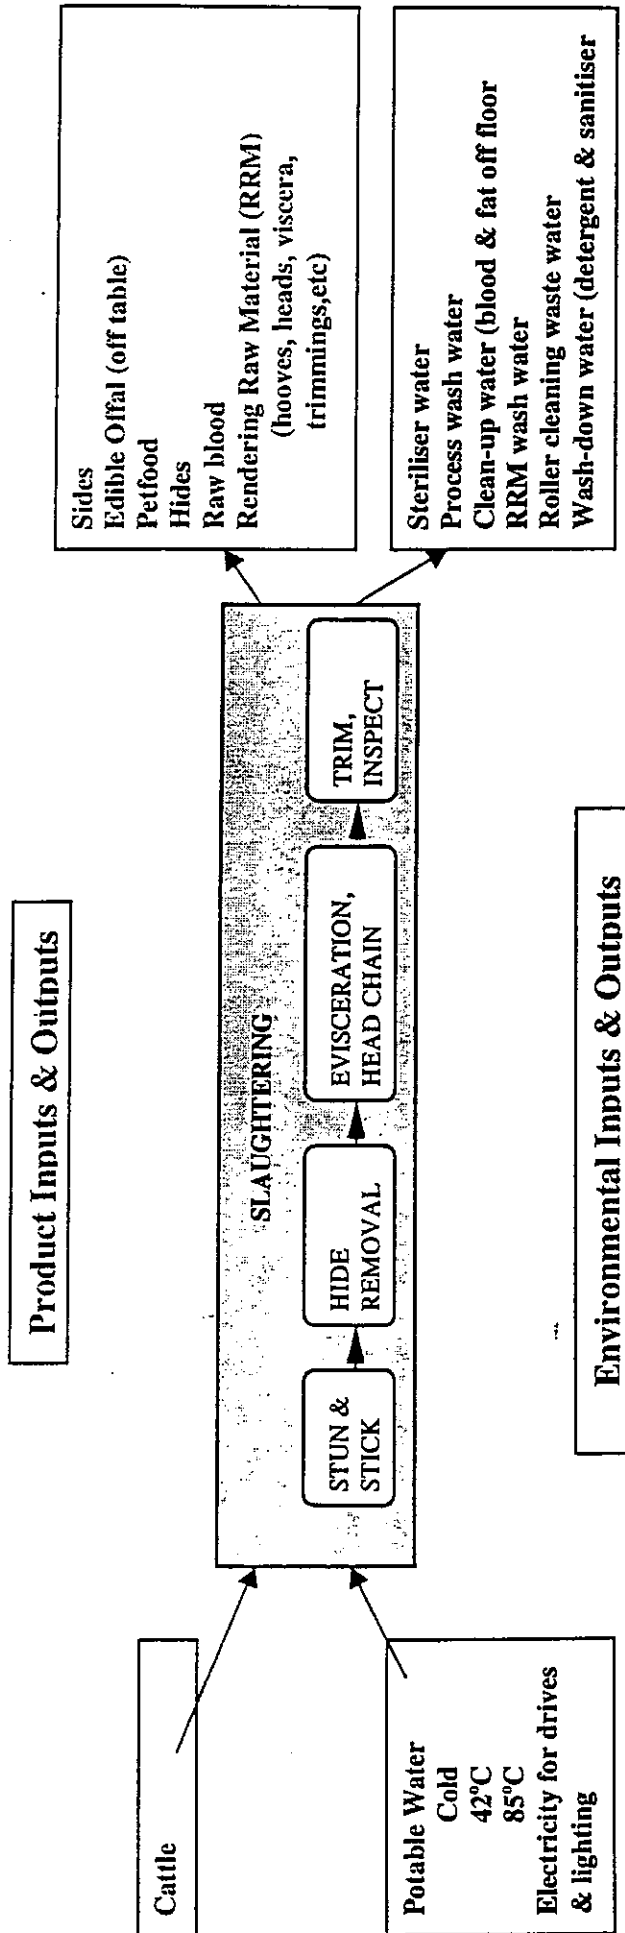 Product Inputs & Outputs
Cattle
Potable Water
Cold
42°C
85°C
Electricity for drives
& lighting
SLAUGHTERING
STUN &
STICK
HIDE
REMOVAL
EVISCERATION,
HEAD CHAIN
TRIM,
INSPECT
Sides
Edible Offal (off table)
Petfood
Hides
Raw blood
Rendering Raw Material (RRM)
(hooves, heads, viscera,
trimmings,etc)
Steriliser water
Process wash water
Clean-up water (blood & fat off floor
RRM wash water
Roller cleaning waste water
Wash-down water (detergent & sanitiser
Environmental Inputs & Outputs